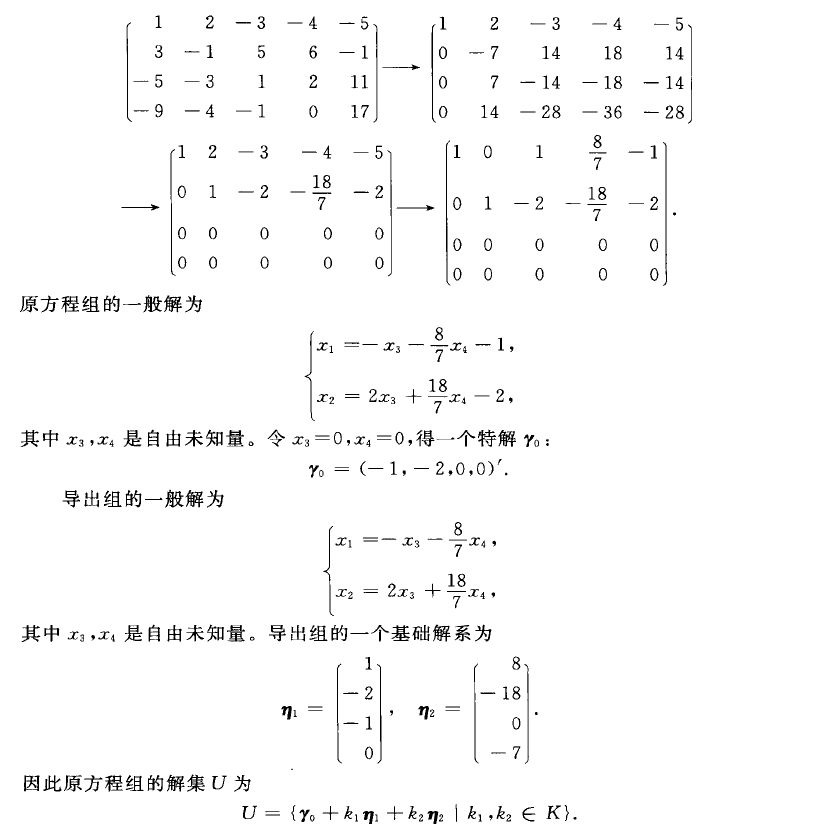 $\begin{pmatrix} 1 & 2 & -3 & -4 & -5 \\ 3 & -1 & 5 & 6 & -1 \\ -5 & -3 & 1 & 2 & 11 \\ -9 & -4 & -1 & 0 & 17 \end{pmatrix} \longrightarrow \begin{pmatrix} 1 & 2 & -3 & -4 & -5 \\ 0 & -7 & 14 & 18 & 14 \\ 0 & 7 & -14 & -18 & -14 \\ 0 & 14 & -28 & -36 & -28 \end{pmatrix}$
$\longrightarrow \begin{pmatrix} 1 & 2 & -3 & -4 & -5 \\ 0 & 1 & -2 & -\frac{18}{7} & -2 \\ 0 & 0 & 0 & 0 & 0 \\ 0 & 0 & 0 & 0 & 0 \end{pmatrix} \longrightarrow \begin{pmatrix} 1 & 0 & 1 & \frac{8}{7} & -1 \\ 0 & 1 & -2 & -\frac{18}{7} & -2 \\ 0 & 0 & 0 & 0 & 0 \\ 0 & 0 & 0 & 0 & 0 \end{pmatrix}.$
原方程组的一般解为
$\begin{cases} x_1 = -x_3 - \frac{8}{7}x_4 - 1, \\ x_2 = 2x_3 + \frac{18}{7}x_4 - 2, \end{cases}$
其中 $x_3, x_4$ 是自由未知量。令 $x_3=0, x_4=0$,得一个特解 $\boldsymbol{\gamma}_0$:
$\boldsymbol{\gamma}_0 = (-1,-2,0,0)'.$
导出组的一般解为
$\begin{cases} x_1 = -x_3 - \frac{8}{7}x_4, \\ x_2 = 2x_3 + \frac{18}{7}x_4, \end{cases}$
其中 $x_3, x_4$ 是自由未知量。导出组的一个基础解系为
$\boldsymbol{\eta}_1 = \begin{pmatrix} 1 \\ -2 \\ -1 \\ 0 \end{pmatrix}, \quad \boldsymbol{\eta}_2 = \begin{pmatrix} 8 \\ -18 \\ 0 \\ -7 \end{pmatrix}.$
因此原方程组的解集 $U$ 为
$U = \{\boldsymbol{\gamma}_0 + k_1\boldsymbol{\eta}_1 + k_2\boldsymbol{\eta}_2 \mid k_1, k_2 \in K\}.$